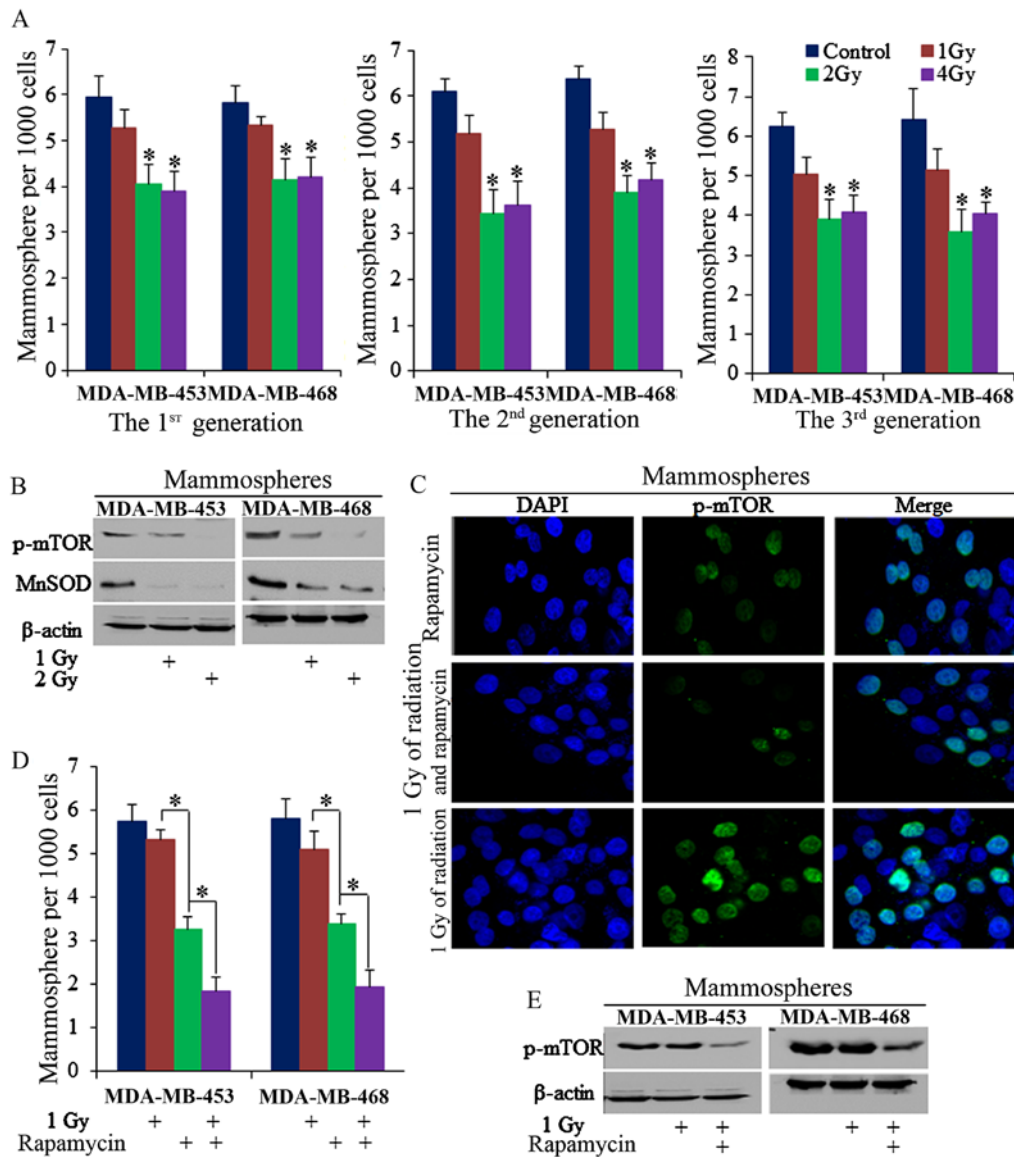 A
Mammosphere per 1000 cells
7
6
5
4
3
2
1
0
* * * *
MDA-MB-453 MDA-MB-468
The 1ST generation
Mammosphere per 1000 cells
7
6
5
4
3
2
1
0
* * * *
MDA-MB-453 MDA-MB-468
The 2nd generation
Mammosphere per 1000 cells
8
7
6
5
4
3
2
1
0
Control 1Gy
2Gy 4Gy
* * * *
MDA-MB-453 MDA-MB-468
The 3rd generation
B
Mammospheres
MDA-MB-453 MDA-MB-468
p-mTOR
MnSOD
β-actin
1 Gy + +
2 Gy + +
C
Mammospheres
DAPI p-mTOR Merge
Rapamycin
1 Gy of radiation
and rapamycin
1 Gy of radiation
D
Mammosphere per 1000 cells
7
6
5
4
3
2
1
0
* * * *
MDA-MB-453 MDA-MB-468
1 Gy + + + +
Rapamycin + + + +
E
Mammospheres
MDA-MB-453 MDA-MB-468
p-mTOR
β-actin
1 Gy + + + +
Rapamycin + +